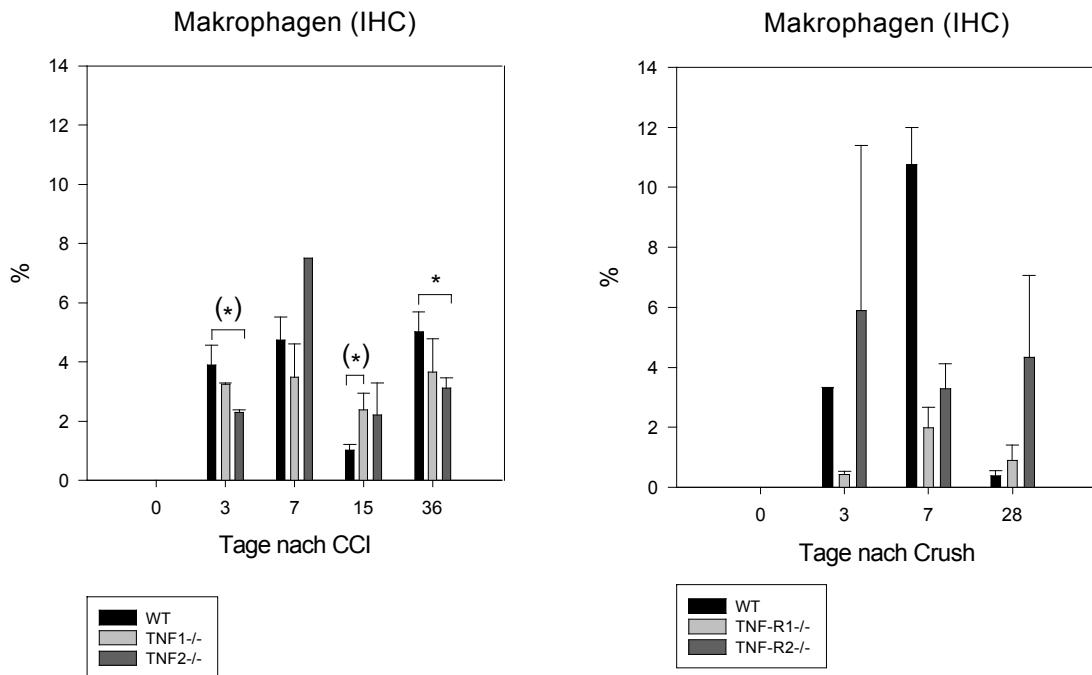 Makrophagen (IHC)
14
12
10
8
6
4
2
0
%
(*)
(*)
*
0 3 7 15 36
Tage nach CCI
WT
TNF1-/-
TNF2-/-
Makrophagen (IHC)
14
12
10
8
6
4
2
0
%
0 3 7 28
Tage nach Crush
WT
TNF-R1-/-
TNF-R2-/-